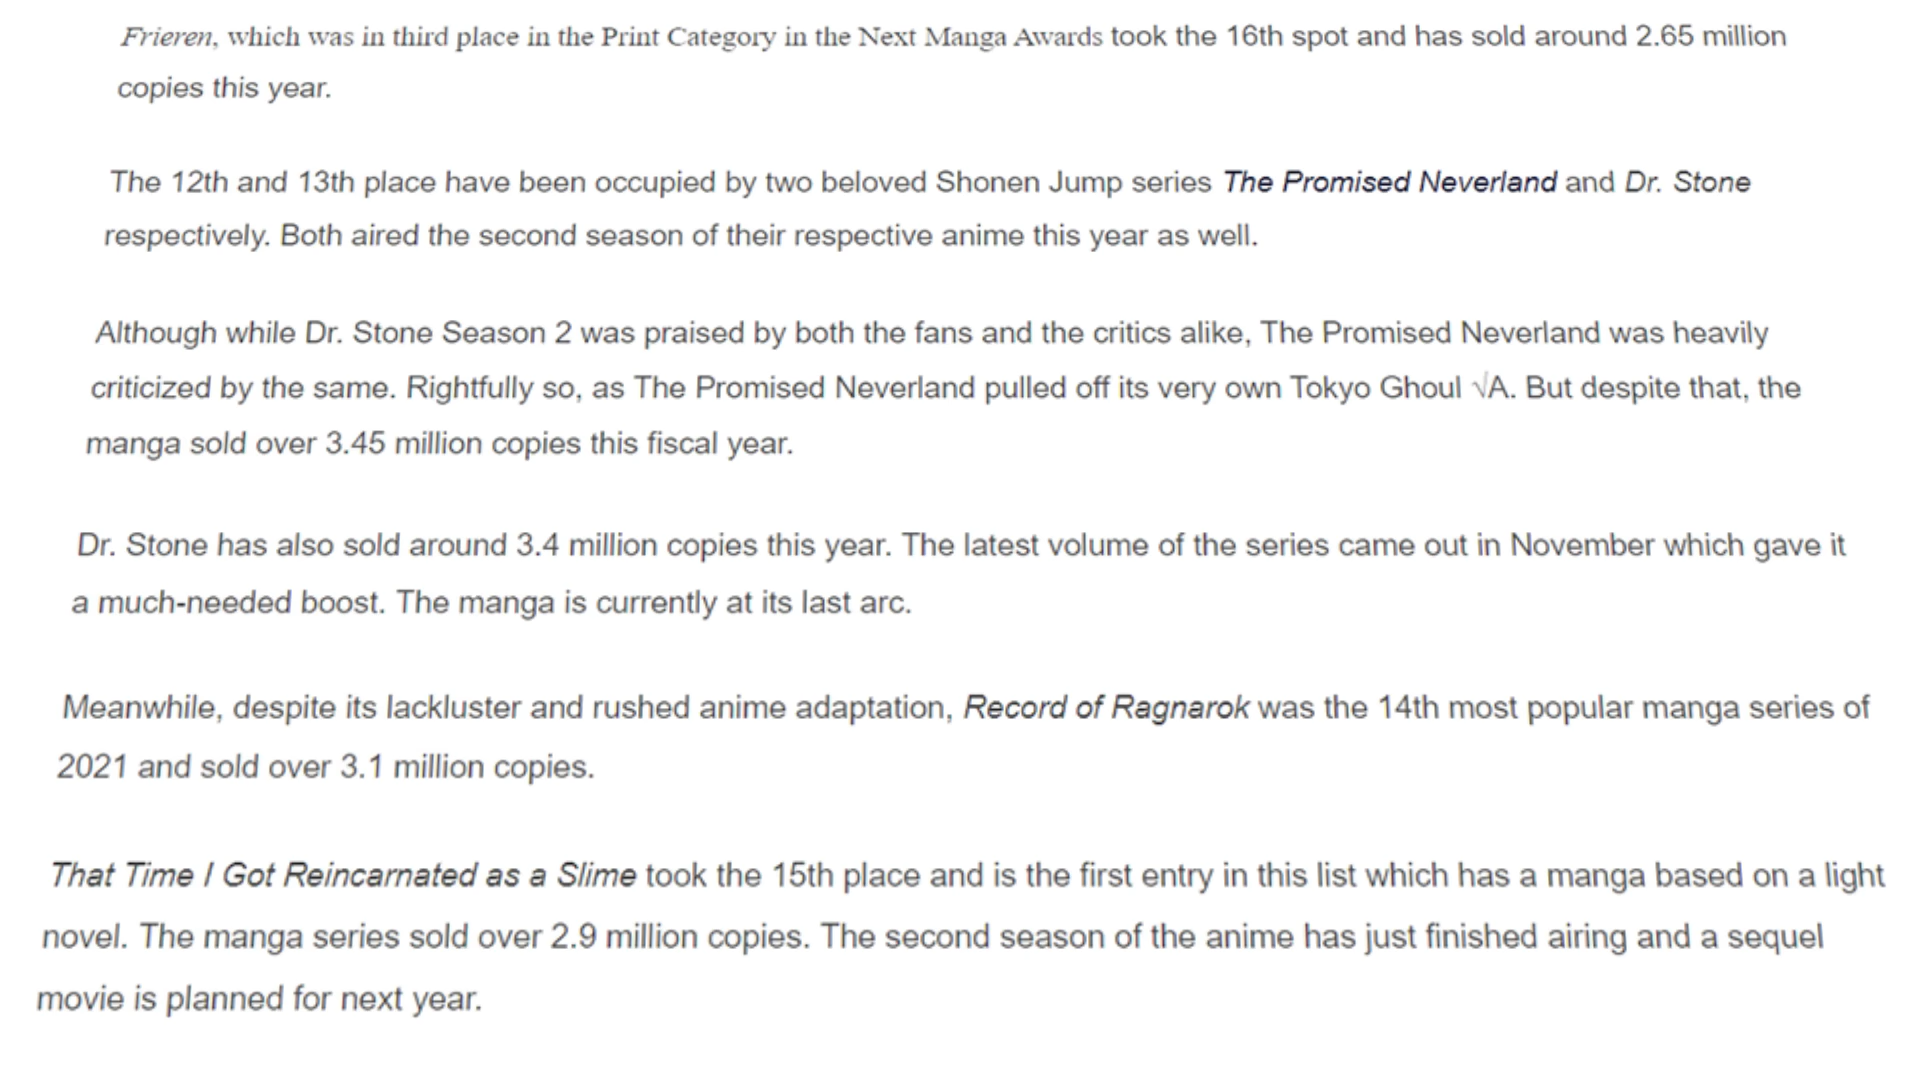 Frieren, which was in third place in the Print Category in the Next Manga Awards took the 16th spot and has sold around 2.65 million
copies this year.
The 12th and 13th place have been occupied by two beloved Shonen Jump series The Promised Neverland and Dr. Stone
respectively. Both aired the second season of their respective anime this year as well.
Although while Dr. Stone Season 2 was praised by both the fans and the critics alike, The Promised Neverland was heavily
criticized by the same. Rightfully so, as The Promised Neverland pulled off its very own Tokyo Ghoul √A. But despite that, the
manga sold over 3.45 million copies this fiscal year.
Dr. Stone has also sold around 3.4 million copies this year. The latest volume of the series came out in November which gave it
a much-needed boost. The manga is currently at its last arc.
Meanwhile, despite its lackluster and rushed anime adaptation, Record of Ragnarok was the 14th most popular manga series of
2021 and sold over 3.1 million copies.
That Time I Got Reincarnated as a Slime took the 15th place and is the first entry in this list which has a manga based on a light
novel. The manga series sold over 2.9 million copies. The second season of the anime has just finished airing and a sequel
movie is planned for next year.